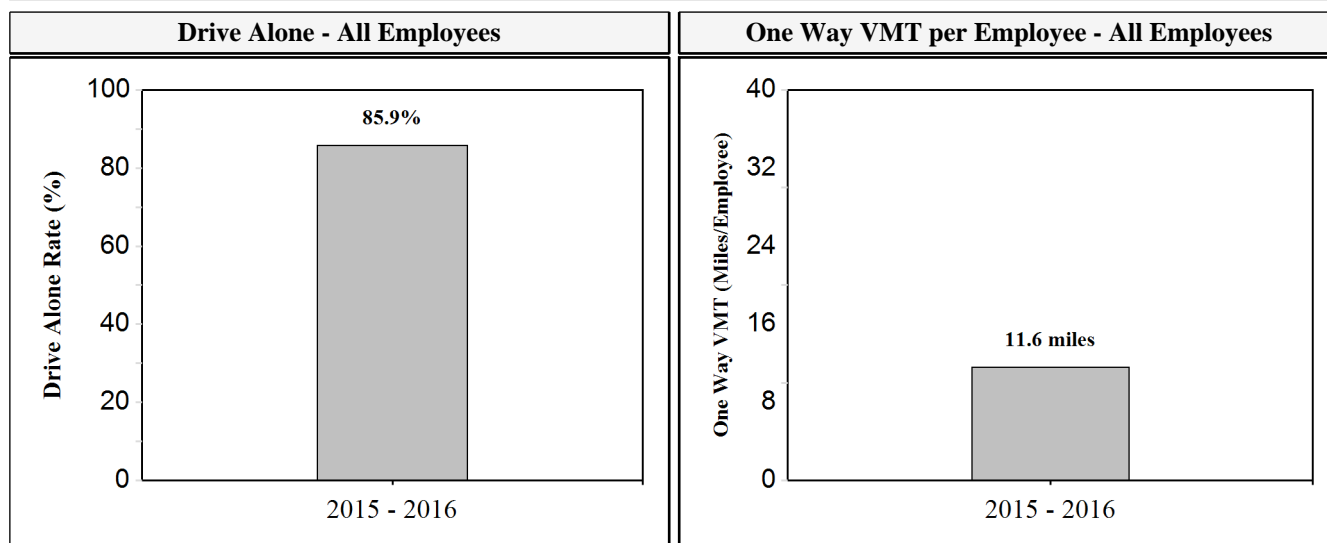 Drive Alone - All Employees
Drive Alone Rate (%)
100
80
60
40
20
0
85.9%
2015 - 2016
One Way VMT per Employee - All Employees
One Way VMT (Miles/Employee)
40
32
24
16
8
0
11.6 miles
2015 - 2016